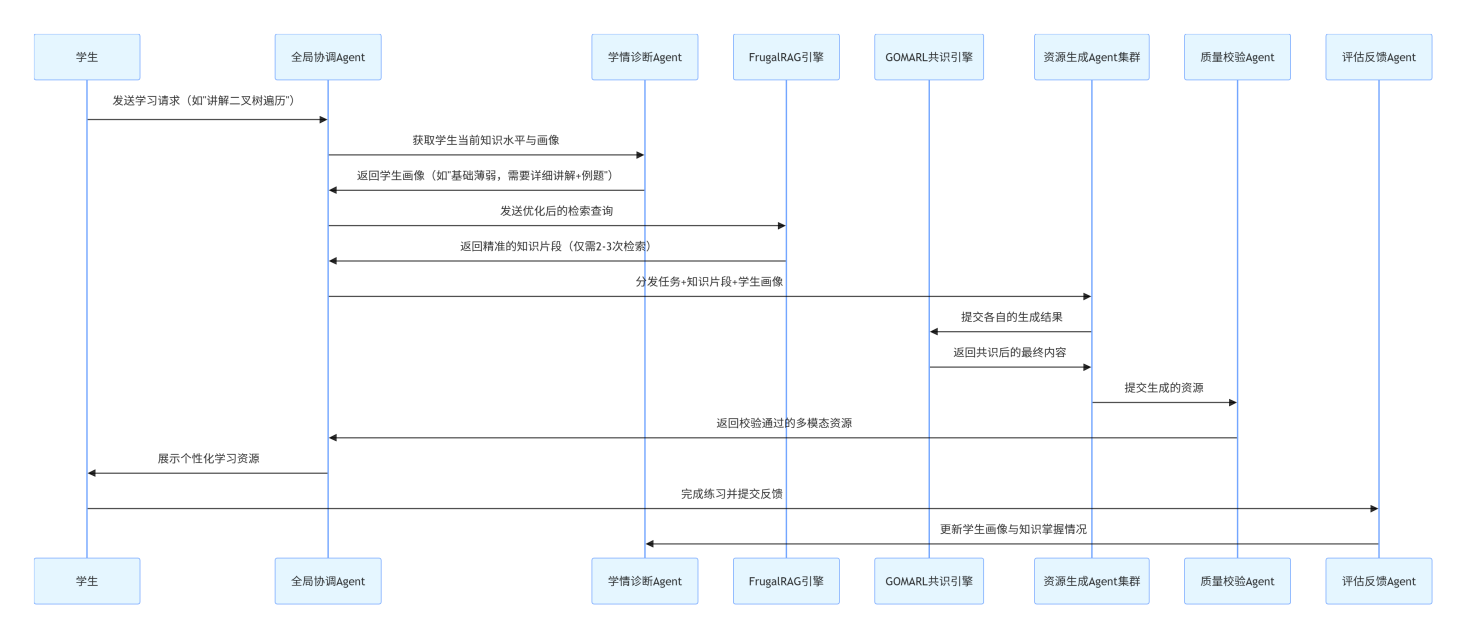 学生
全局协调Agent
学情诊断Agent
FrugalRAG引擎
GOMARL共识引擎
资源生成Agent集群
质量校验Agent
评估反馈Agent
发送学习请求（如"讲解二叉树遍历"）
获取学生当前知识水平与画像
返回学生画像（如"基础薄弱，需要详细讲解+例题"）
发送优化后的检索查询
返回精准的知识片段（仅需2-3次检索）
分发任务+知识片段+学生画像
提交各自的生成结果
返回共识后的最终内容
提交生成的资源
返回校验通过的多模态资源
展示个性化学习资源
完成练习并提交反馈
更新学生画像与知识掌握情况
学生
全局协调Agent
学情诊断Agent
FrugalRAG引擎
GOMARL共识引擎
资源生成Agent集群
质量校验Agent
评估反馈Agent